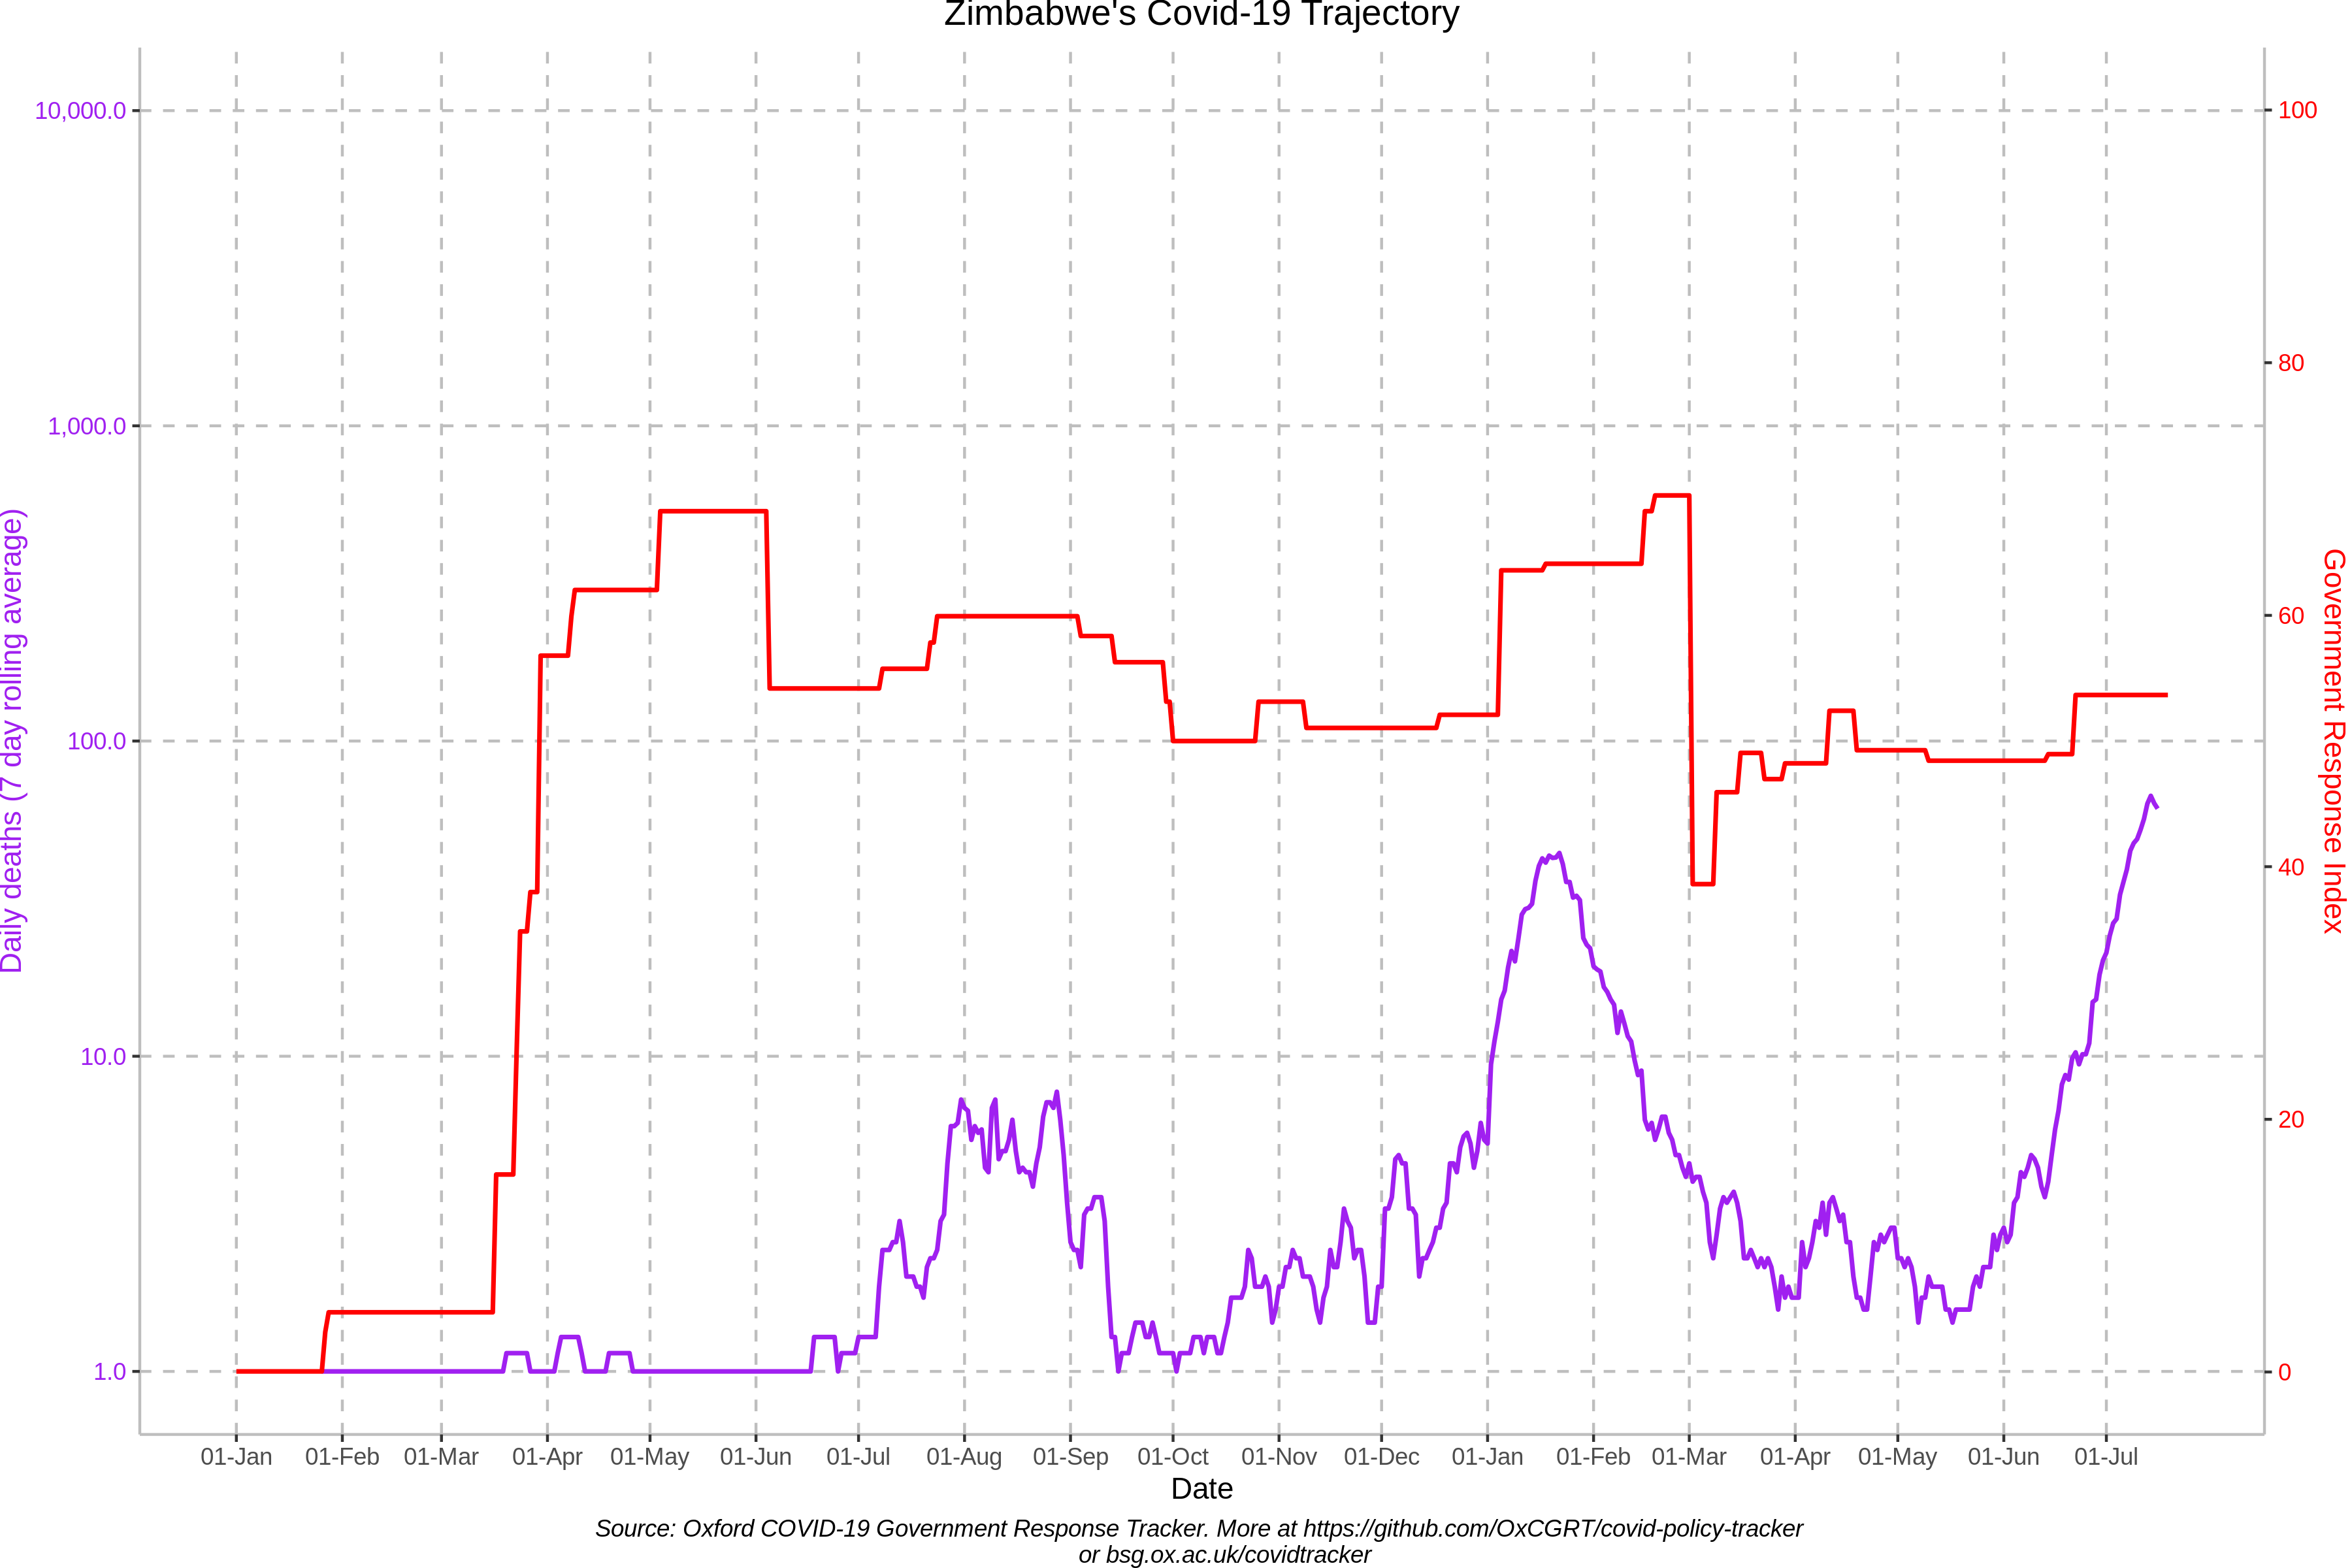 Zimbabwe's Covid-19 Trajectory
10,000.0
1,000.0
100.0
10.0
1.0
Daily deaths (7 day rolling average)
100
80
60
40
20
0
Government Response Index
01-Jan 01-Feb 01-Mar 01-Apr 01-May 01-Jun 01-Jul 01-Aug 01-Sep 01-Oct 01-Nov 01-Dec 01-Jan 01-Feb 01-Mar 01-Apr 01-May 01-Jun 01-Jul
Date
Source: Oxford COVID-19 Government Response Tracker. More at https://github.com/OxCGRT/covid-policy-tracker
or bsg.ox.ac.uk/covidtracker